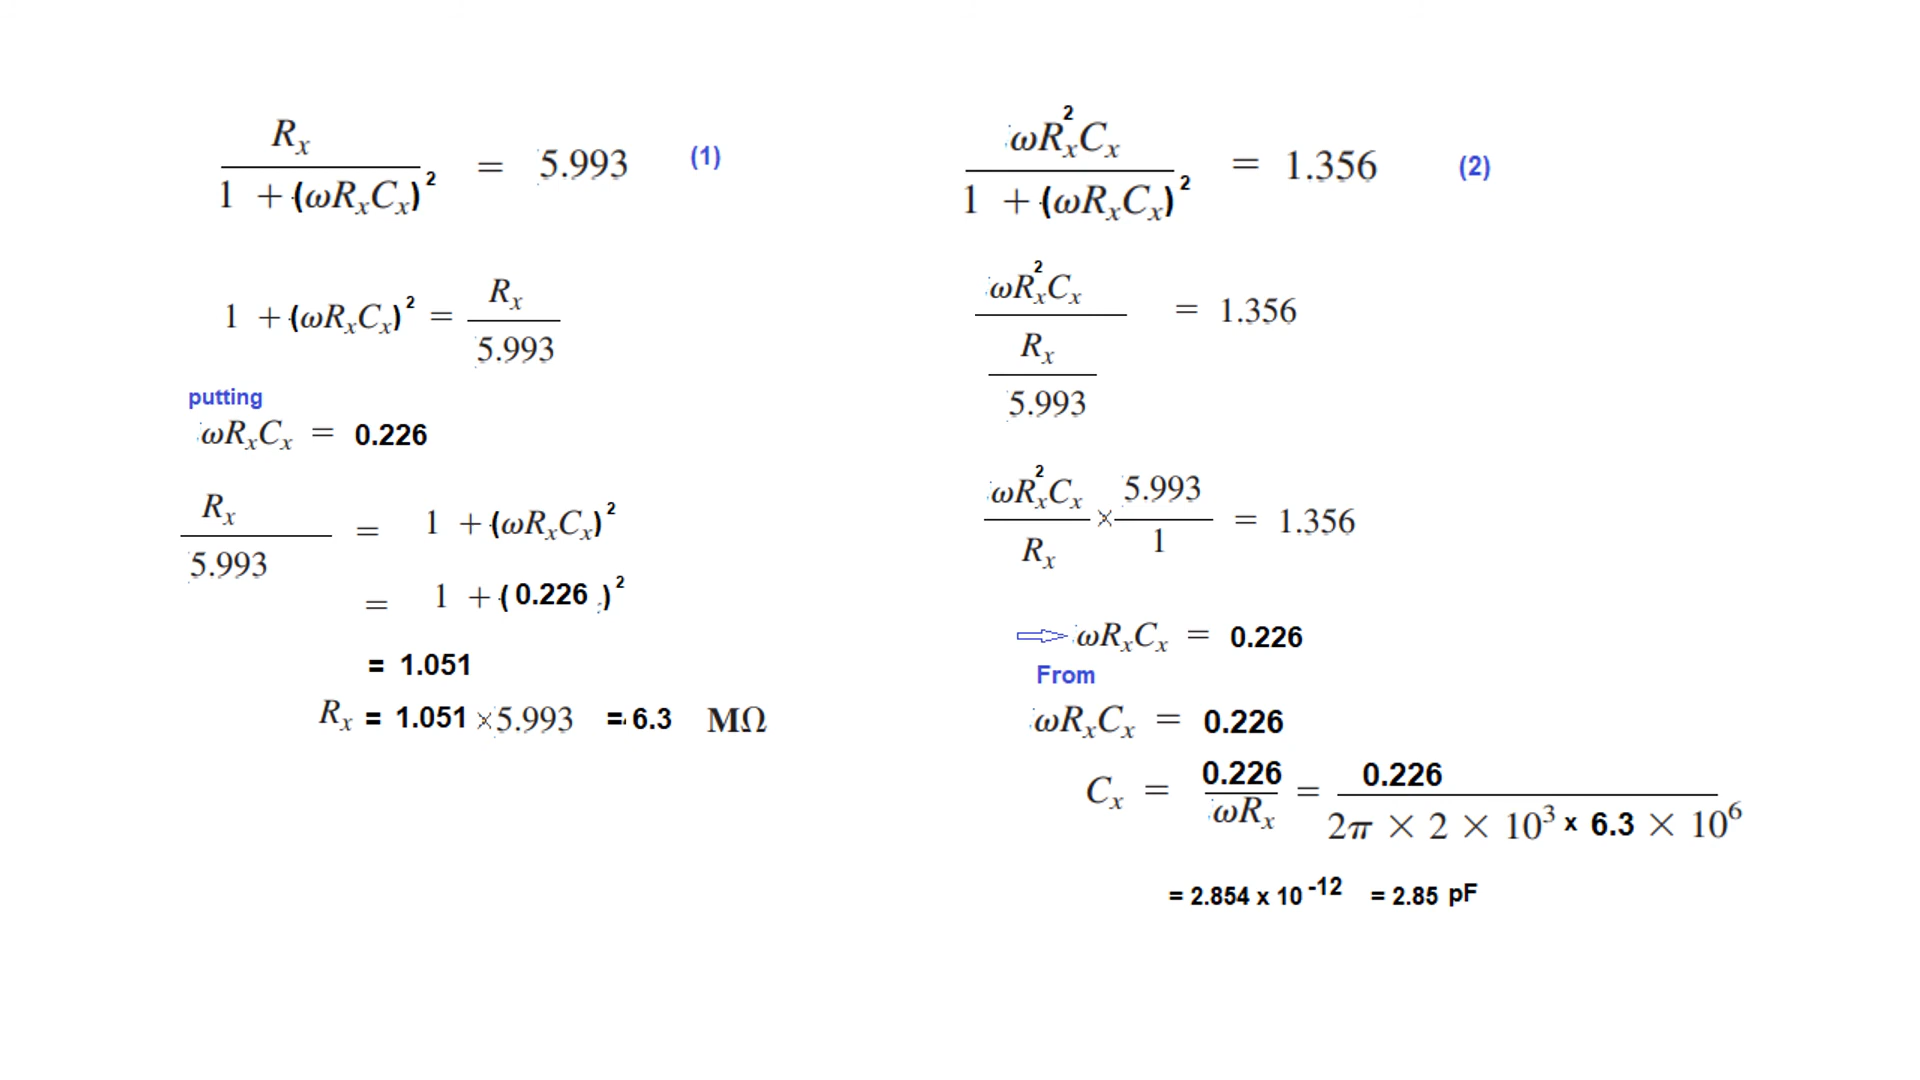 Rₓ / 1 + (ωRₓCₓ)² = 5.993 (1)
1 + (ωRₓCₓ)² = Rₓ / 5.993
putting
ωRₓCₓ = 0.226
Rₓ / 5.993 = 1 + (ωRₓCₓ)²
= 1 + (0.226)²
= 1.051
Rₓ = 1.051 × 5.993 = 6.3 MΩ
ωRₓ²Cₓ / 1 + (ωRₓCₓ)² = 1.356 (2)
ωRₓ²Cₓ / Rₓ / 5.993 = 1.356
ωRₓ²Cₓ / Rₓ × 5.993 / 1 = 1.356
⇒ ωRₓCₓ = 0.226
From
ωRₓCₓ = 0.226
Cₓ = 0.226 / ωRₓ = 0.226 / 2π × 2 × 10³ x 6.3 × 10⁶
= 2.854 x 10⁻¹² = 2.85 pF